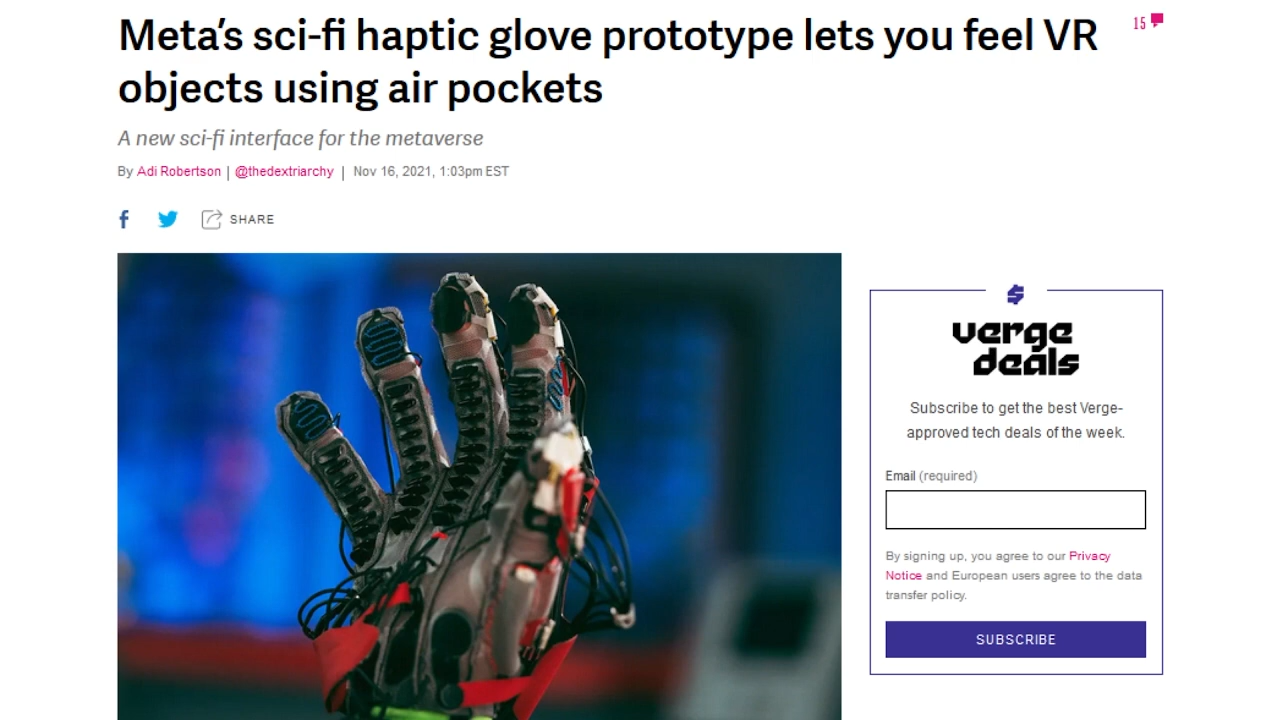 Meta's sci-fi haptic glove prototype lets you feel VR
objects using air pockets
15
A new sci-fi interface for the metaverse
By Adi Robertson | @thedextriarchy | Nov 16, 2021, 1:03pm EST
SHARE
verge
deals
Subscribe to get the best Verge-
approved tech deals of the week.
Email (required)
By signing up, you agree to our Privacy
Notice and European users agree to the data
transfer policy.
SUBSCRIBE